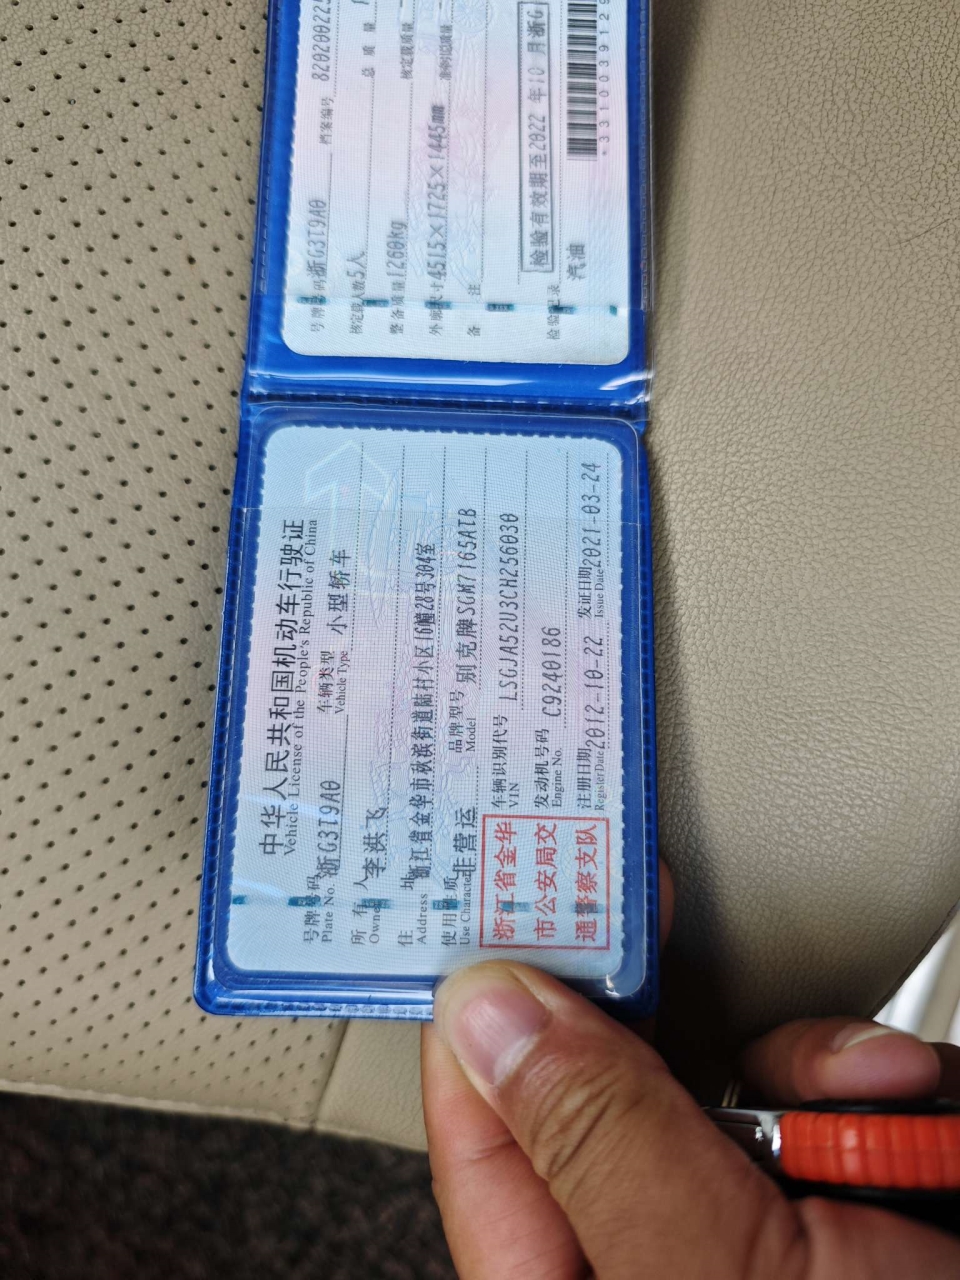 中华人民共和国机动车行驶证
Vehicle License of the People's Republic of China
号牌号码 浙G3T9A0 车辆类型 小型轿车
Plate No. Vehicle Type
所有人 李洪飞
Owner
住址 浙江省金华市秋滨街道陆村小区16幢28号304室
Address
使用性质 非营运 品牌型号 别克牌SGM7165ATB
Use Character Model
浙江省金华
市公安局交
通警察支队
车辆识别代号 LSGJA52U3CH256030
VIN
发动机号码 C9240186
Engine No.
注册日期 2012-10-22 发证日期 2021-03-24
Register Date Issue Date
号牌号码 浙G3T9A0 档案编号 82020022
核定载人数 5人 总质量
整备质量 1260kg 核定载质量
外廓尺寸 4515×1725×1445mm 准牵引总质量
备注
检验有效期至2022年10月浙G
检验记录 汽油
*331003912